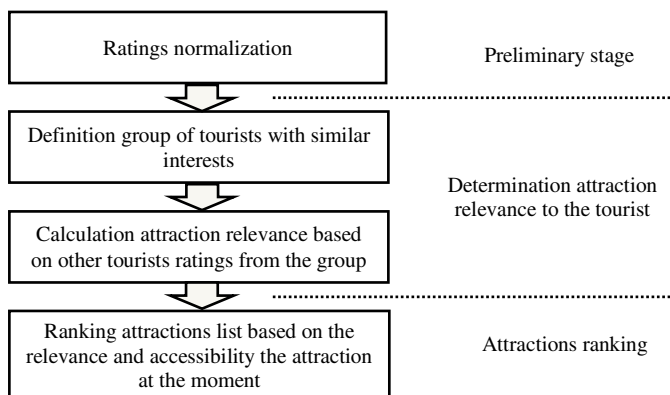 Ratings normalization
Preliminary stage
Definition group of tourists with similar
interests
Determination attraction
relevance to the tourist
Calculation attraction relevance based
on other tourists ratings from the group
Ranking attractions list based on the
relevance and accessibility the attraction
at the moment
Attractions ranking